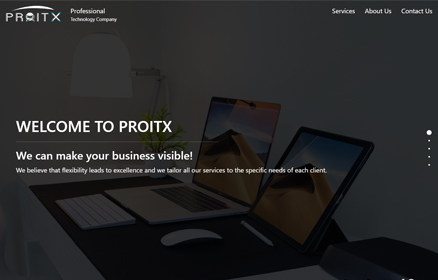 PROITX
Professional
Technology Company
Services
About Us
Contact Us
WELCOME TO PROITX
We can make your business visible!
We believe that flexibility leads to excellence and we tailor all our services to the specific needs of each client.